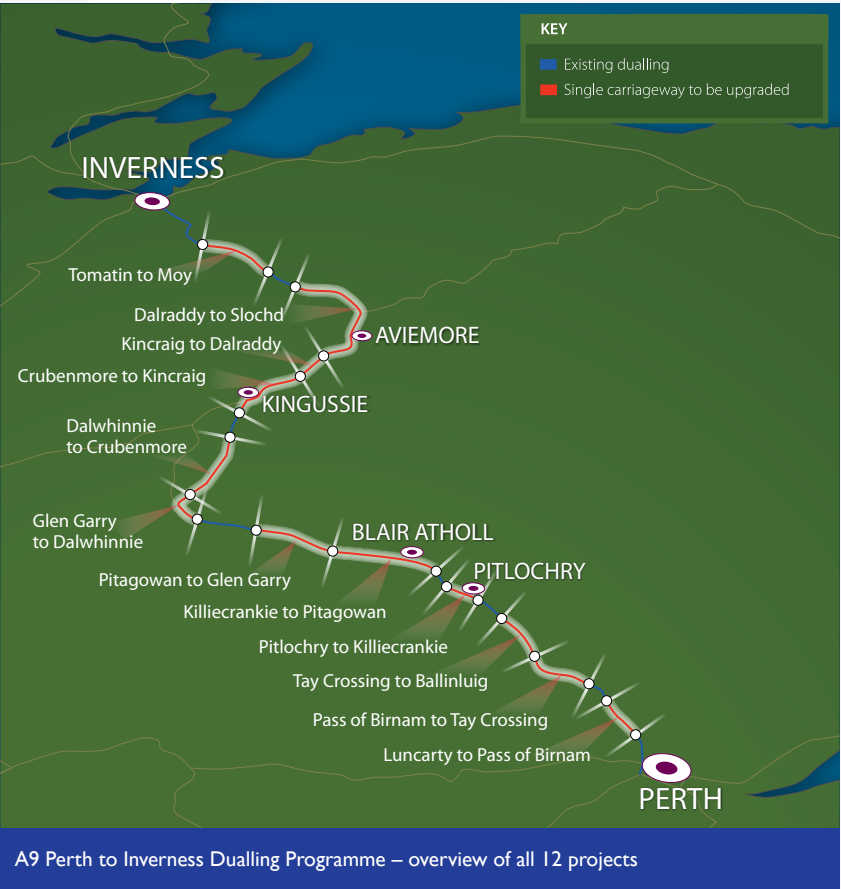 KEY
Existing dualling
Single carriageway to be upgraded
INVERNESS
Tomatin to Moy
Dalraddy to Slochd
AVIEMORE
Kincraig to Dalraddy
Crubenmore to Kincraig
KINGUSSIE
Dalwhinnie
to Crubenmore
Glen Garry
to Dalwhinnie
BLAIR ATHOLL
Pitagowan to Glen Garry
PITLOCHRY
Killiecrankie to Pitagowan
Pitlochry to Killiecrankie
Tay Crossing to Ballinluig
Pass of Birnam to Tay Crossing
Luncarty to Pass of Birnam
PERTH
A9 Perth to Inverness Dualling Programme – overview of all 12 projects